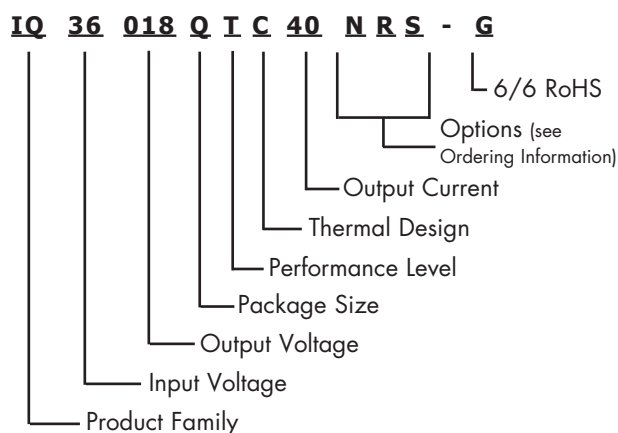 IQ 36 018 Q T C 40 N R S - G
6/6 RoHS
Options (see
Ordering Information)
Output Current
Thermal Design
Performance Level
Package Size
Output Voltage
Input Voltage
Product Family